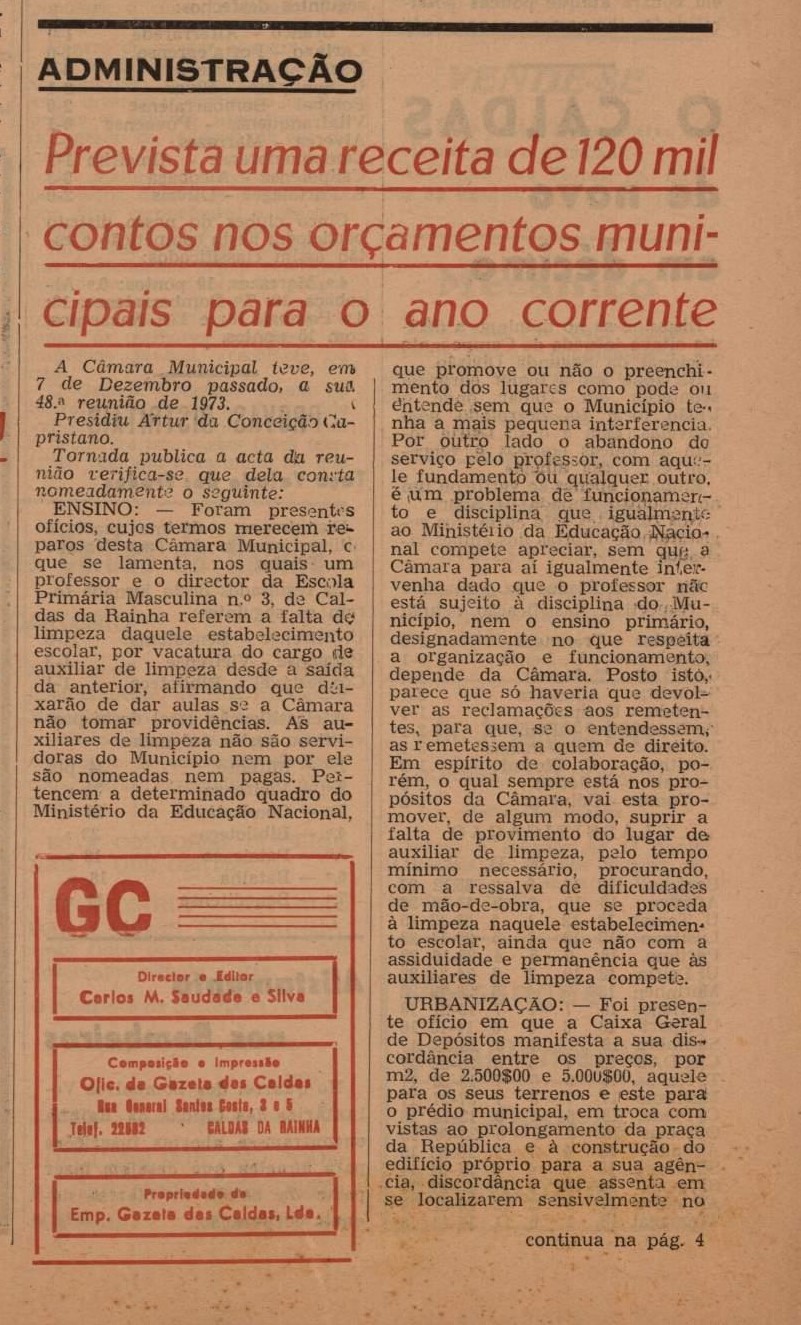 ADMINISTRAÇÃO
Prevista uma receita de 120 mil
contos nos orçamentos muni-
cipais para o ano corrente
A Câmara Municipal teve, em
7 de Dezembro passado, a sua
48.ª reunião de 1973.
Presidiu Artur da Conceição Ca-
pristano.
Tornada publica a acta da reu-
nião verifica-se que dela consta
nomeadamente o seguinte:
ENSINO: — Foram presentes
ofícios, cujos termos merecem re-
paros desta Câmara Municipal, e
que se lamenta, nos quais um
professor e o director da Escola
Primária Masculina n.º 3, de Cal-
das da Rainha referem a falta de
limpeza daquele estabelecimento
escolar, por vacatura do cargo de
auxiliar de limpeza desde a saída
da anterior, afirmando que dei-
xarão de dar aulas se a Câmara
não tomar providências. As au-
xiliares de limpeza não são servi-
doras do Município nem por ele
são nomeadas nem pagas. Per-
tencem a determinado quadro do
Ministério da Educação Nacional,
que promove ou não o preenchi-
mento dos lugares como pode ou
entende sem que o Município te-
nha a mais pequena interferencia.
Por outro lado o abandono do
serviço pelo professor, com aque-
le fundamento ou qualquer outro,
é um problema de funcionamen-
to e disciplina que igualmente
ao Ministério da Educação Nacio-
nal compete apreciar, sem que a
Câmara para aí igualmente inter-
venha dado que o professor não
está sujeito à disciplina do Mu-
nicípio, nem o ensino primário,
designadamente no que respeita
a organização e funcionamento,
depende da Câmara. Posto isto,
parece que só haveria que devol-
ver as reclamações aos remeten-
tes, para que, se o entendessem,
as remetessem a quem de direito.
Em espírito de colaboração, po-
rém, o qual sempre está nos pro-
pósitos da Câmara, vai esta pro-
mover, de algum modo, suprir a
falta de provimento do lugar de
auxiliar de limpeza, pelo tempo
mínimo necessário, procurando,
com a ressalva de dificuldades
de mão-de-obra, que se proceda
à limpeza naquele estabelecimen-
to escolar, ainda que não com a
assiduidade e permanência que às
auxiliares de limpeza compete.
URBANIZAÇÃO: — Foi presen-
te ofício em que a Caixa Geral
de Depósitos manifesta a sua dis-
cordância entre os preços, por
m2, de 2.500$00 e 5.000$00, aquele
para os seus terrenos e este para
o prédio municipal, em troca com
vistas ao prolongamento da praça
da República e à construção do
edifício próprio para a sua agên-
cia, discordância que assenta em
se localizarem sensivelmente no
continua na pág. 4
GC
Director e Editor
Carlos M. Saudade e Silva
Composição e Impressão
Ofic. da Gazeta das Caldas
Rua General Santos Costa, 3 e 5
Telef. 22682 CALDAS DA RAINHA
Propriedade da
Emp. Gazeta das Caldas, Lda.